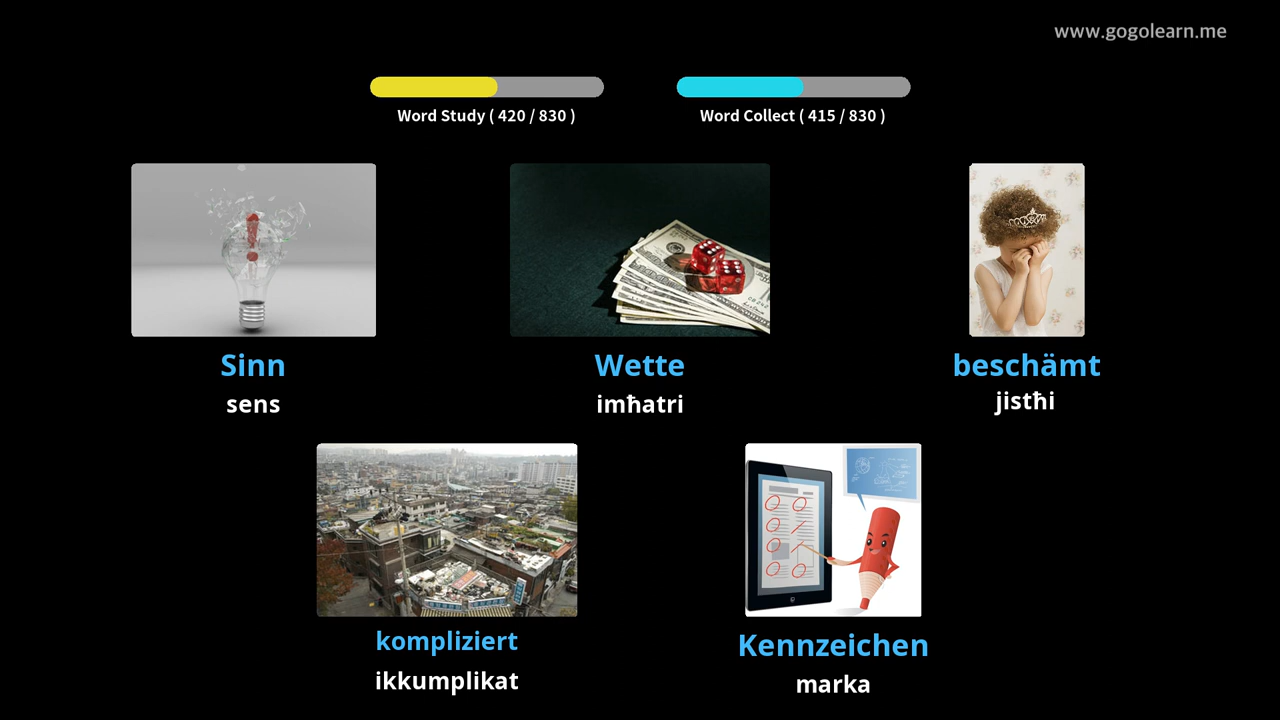 www.gogolearn.me
Word Study ( 420 / 830 )
Word Collect ( 415 / 830 )
Sinn
sens
Wette
imħatri
beschämt
jistħi
kompliziert
ikkumplikat
Kennzeichen
marka